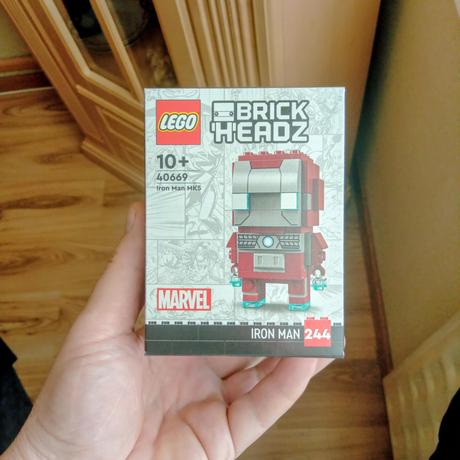 LEGO
BRICK
HEADZ
10+
40669
Iron Man MK5
MARVEL
IRON MAN 244